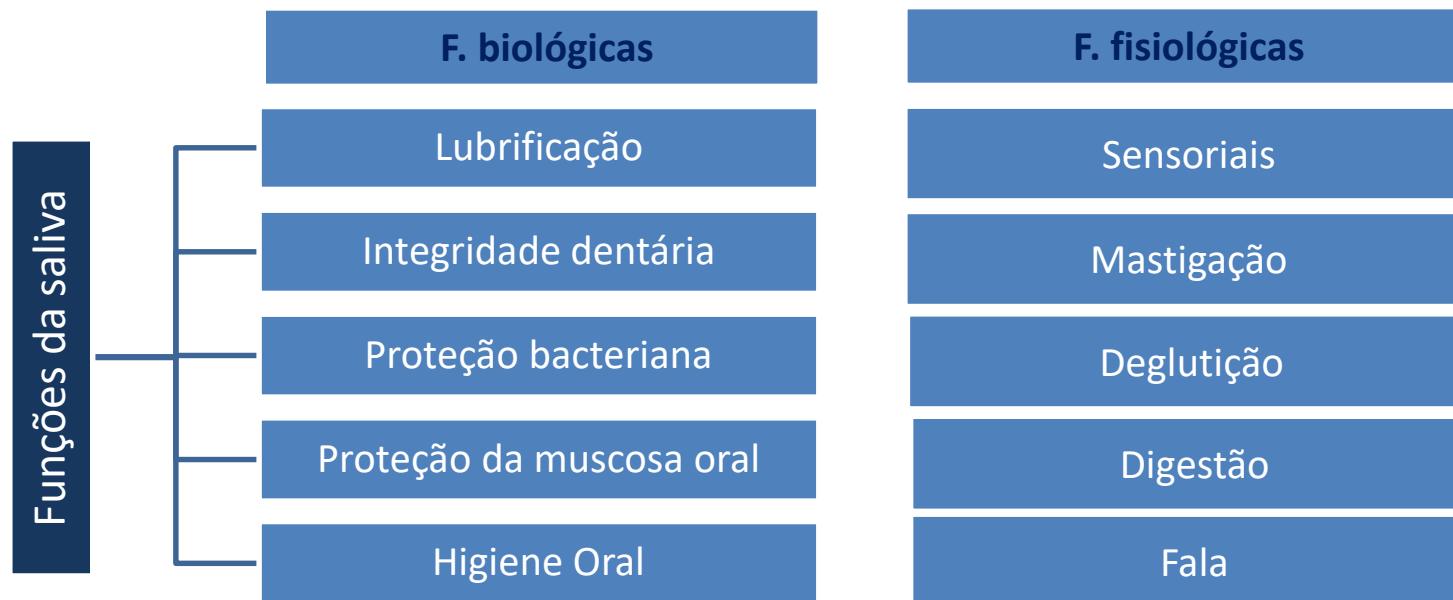 Funções da saliva
F. biológicas
Lubrificação
Integridade dentária
Proteção bacteriana
Proteção da muscosa oral
Higiene Oral
F. fisiológicas
Sensoriais
Mastigação
Deglutição
Digestão
Fala